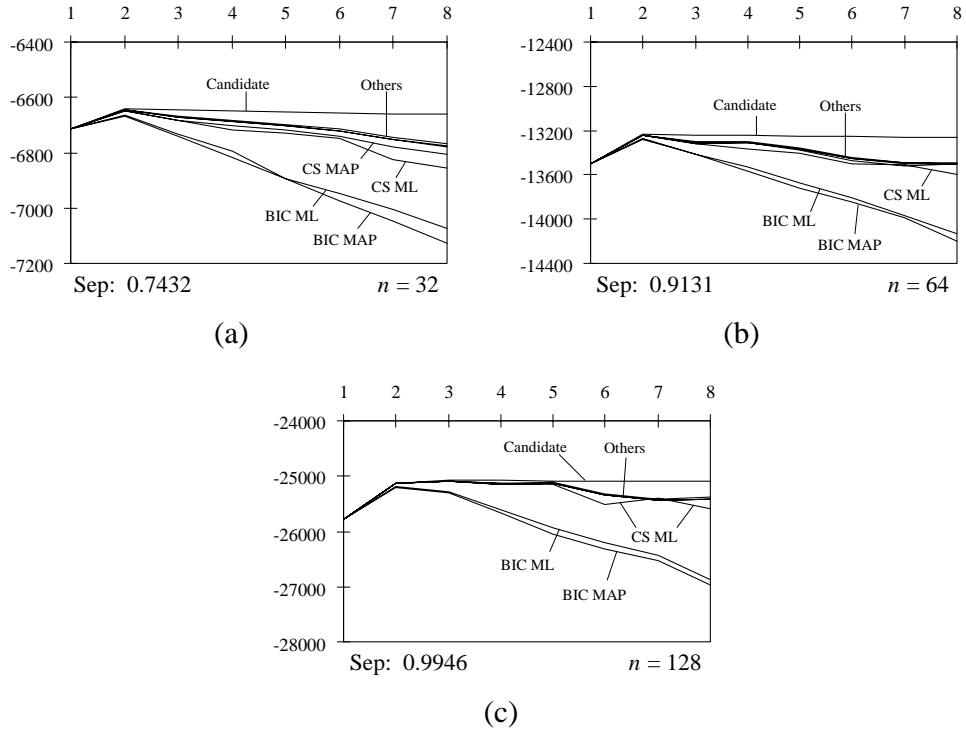 1 2 3 4 5 6 7 8
-6400
-6600
-6800
-7000
-7200
Candidate
Others
CS MAP
CS ML
BIC ML
BIC MAP
Sep: 0.7432 n = 32
(a)
1 2 3 4 5 6 7 8
-12400
-12800
-13200
-13600
-14000
-14400
Candidate
Others
CS ML
BIC ML
BIC MAP
Sep: 0.9131 n = 64
(b)
1 2 3 4 5 6 7 8
-24000
-25000
-26000
-27000
-28000
Candidate
Others
CS ML
BIC ML
BIC MAP
Sep: 0.9946 n = 128
(c)